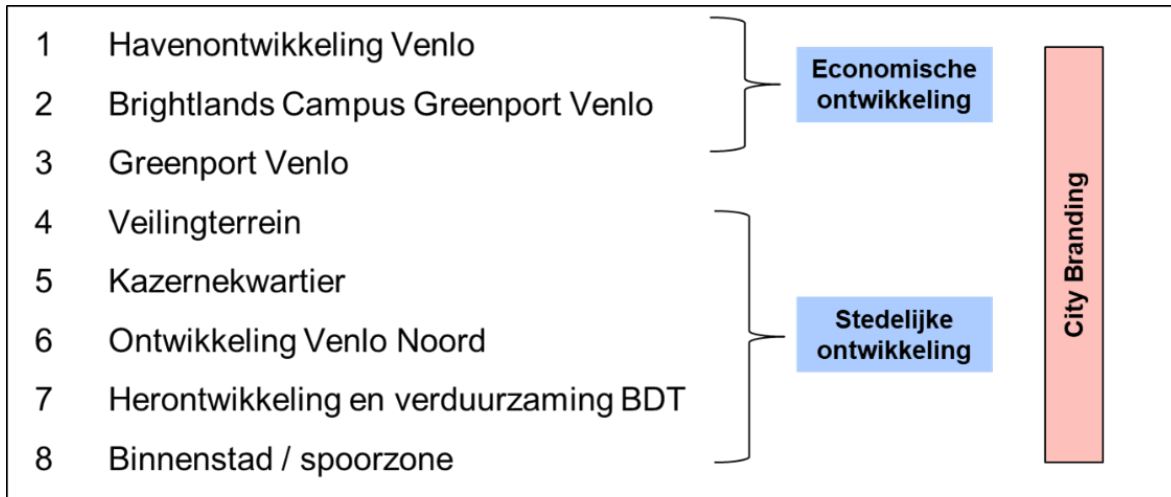 1 Havenontwikkeling Venlo
2 Brightlands Campus Greenport Venlo
3 Greenport Venlo
4 Veilingterrein
5 Kazernekwartier
6 Ontwikkeling Venlo Noord
7 Herontwikkeling en verduurzaming BDT
8 Binnenstad / spoorzone
Economische
ontwikkeling
Stedelijke
ontwikkeling
City Branding